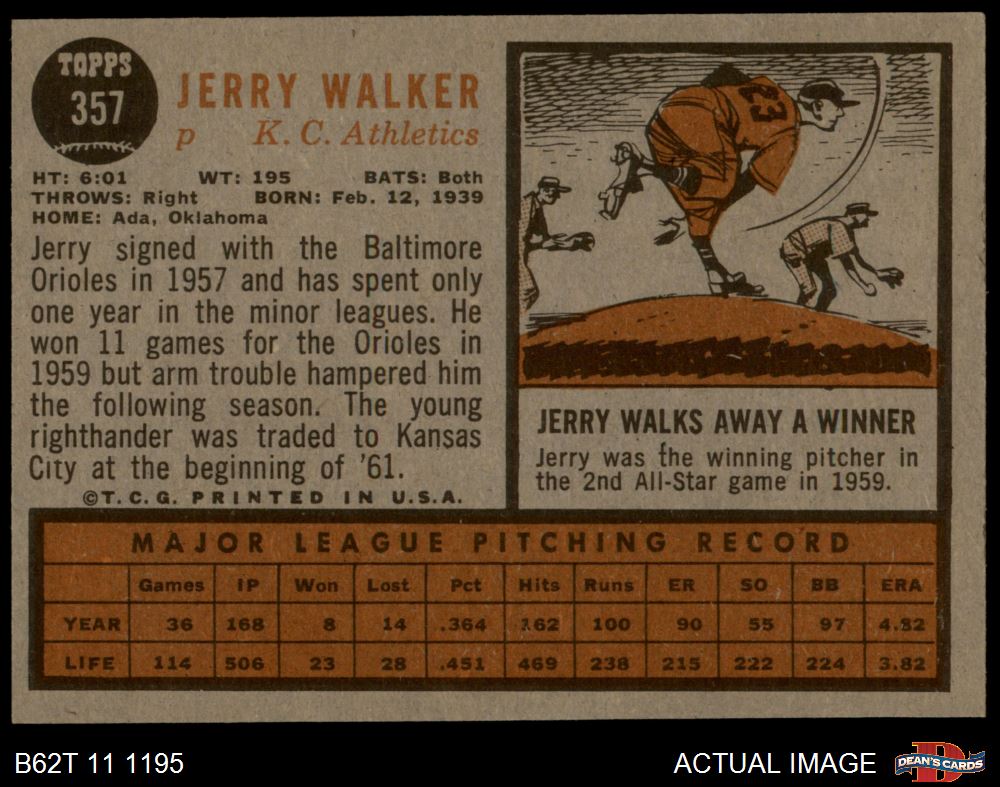 TOPPS
357
JERRY WALKER
p K. C. Athletics
HT: 6:01 WT: 195 BATS: Both
THROWS: Right BORN: Feb. 12, 1939
HOME: Ada, Oklahoma
Jerry signed with the Baltimore
Orioles in 1957 and has spent only
one year in the minor leagues. He
won 11 games for the Orioles in
1959 but arm trouble hampered him
the following season. The young
righthander was traded to Kansas
City at the beginning of '61.
©T.C.G. PRINTED IN U.S.A.
23
JERRY WALKS AWAY A WINNER
Jerry was the winning pitcher in
the 2nd All-Star game in 1959.
MAJOR LEAGUE PITCHING RECORD
Games IP Won Lost Pct Hits Runs ER SO BB ERA
YEAR 36 168 8 14 .364 162 100 90 55 97 4.82
LIFE 114 506 23 28 .451 469 238 215 222 224 3.82
B62T 11 1195
ACTUAL IMAGE
DEAN'S CARDS